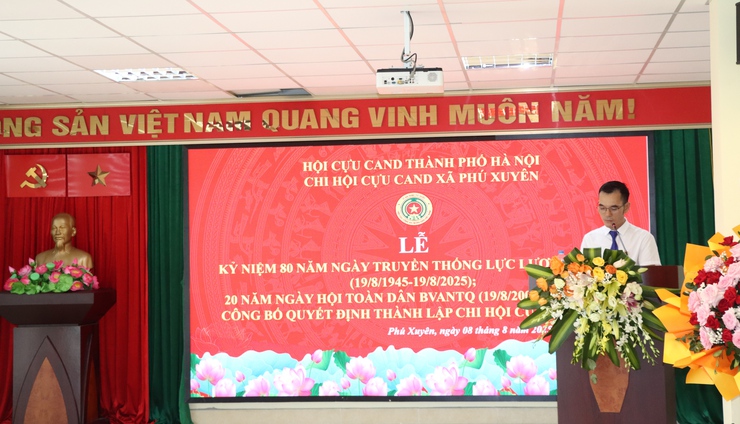 SẢN VIỆT NAM QUANG VINH MUÔN NĂM!
HỘI CỰU CAND THÀNH PHỐ HÀ NỘI
CHI HỘI CỰU CAND XÃ PHÚ XUYÊN
LỄ
KỶ NIỆM 80 NĂM NGÀY TRUYỀN THỐNG LỰC
(19/8/1945-19/8/2025);
20 NĂM NGÀY HỘI TOÀN DÂN BVANTQ
CÔNG BỐ QUYẾT ĐỊNH THÀNH LẬP CHI HỘI
Phú Xuyên, ngày 08 tháng 8 năm